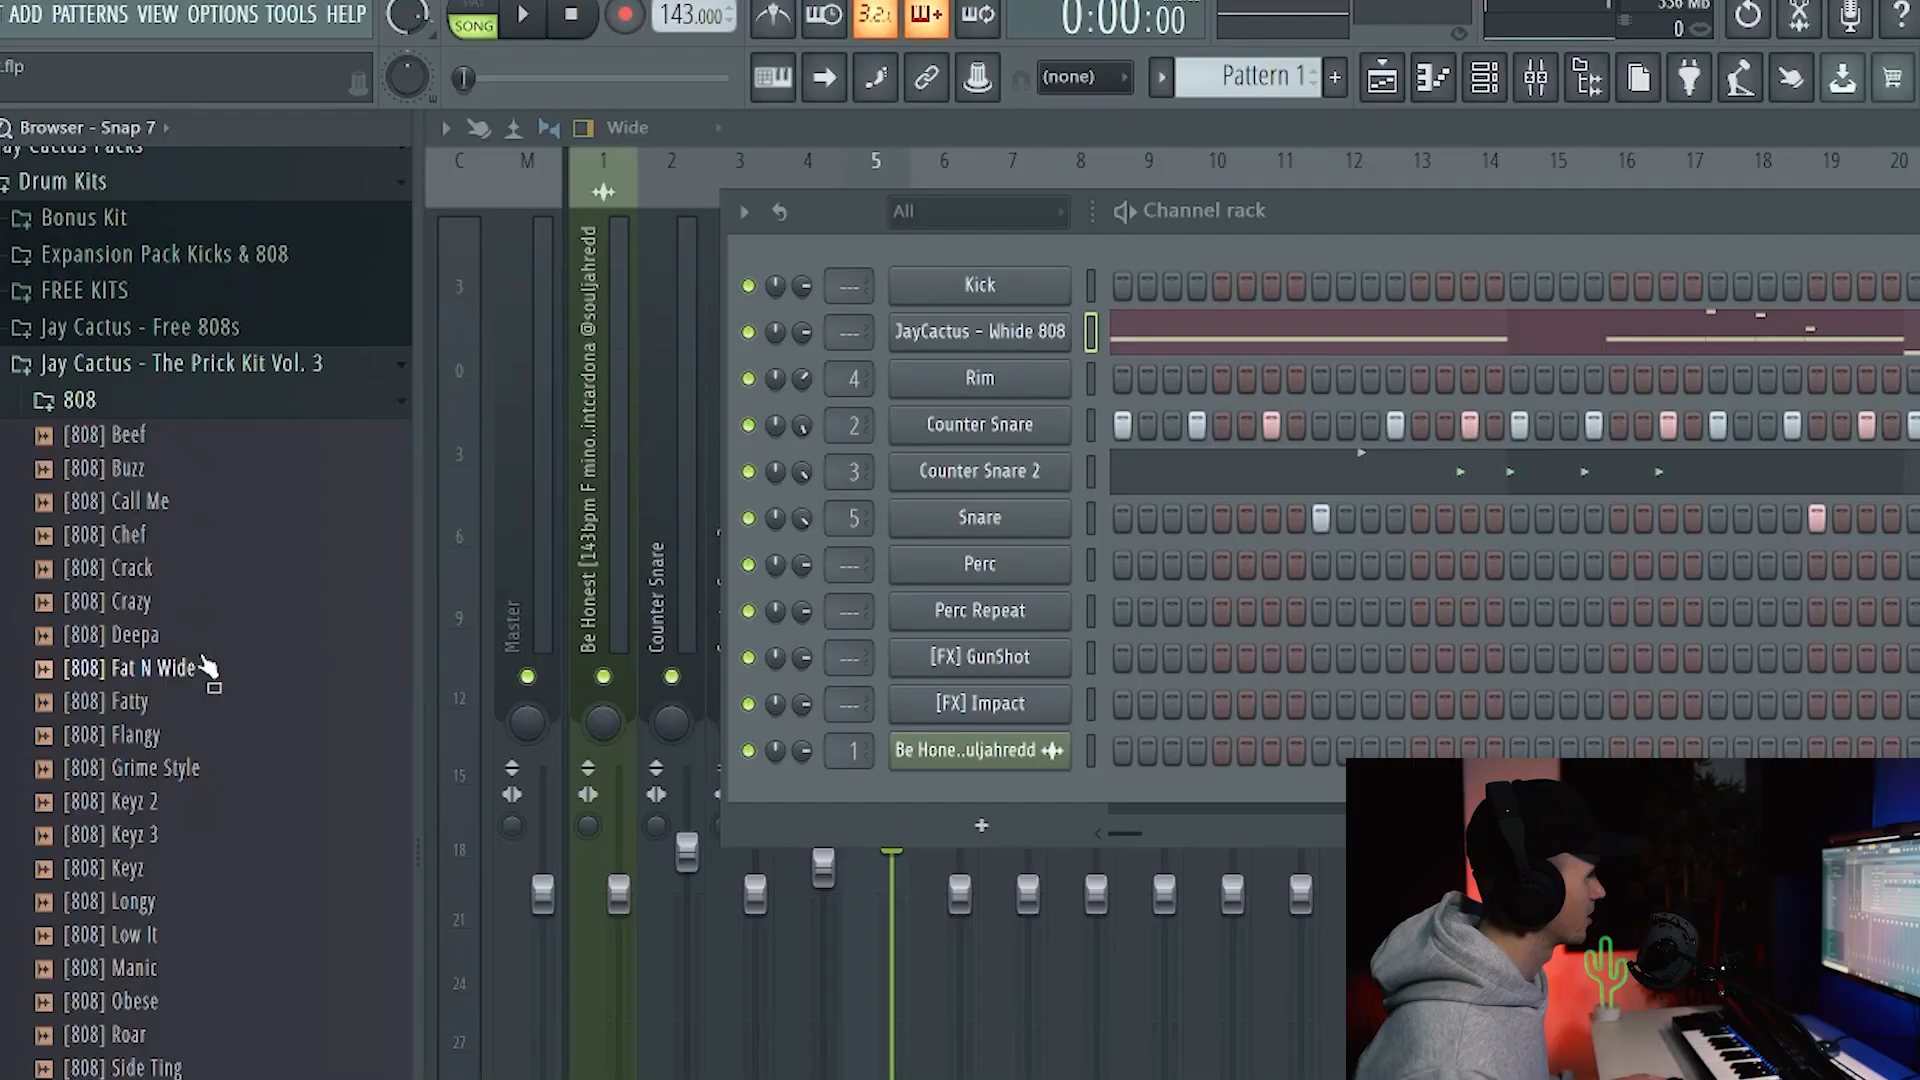 ADD PATTERNS VIEW OPTIONS TOOLS HELP
SONG
143.000
3.2.
0:00:00
0
.flp
(none)
Pattern 1
Browser - Snap 7
Wide
Jay Cactus Packs
Drum Kits
Bonus Kit
Expansion Pack Kicks & 808
FREE KITS
Jay Cactus - Free 808s
Jay Cactus - The Prick Kit Vol. 3
808
[808] Beef
[808] Buzz
[808] Call Me
[808] Chef
[808] Crack
[808] Crazy
[808] Deepa
[808] Fat N Wide
[808] Fatty
[808] Flangy
[808] Grime Style
[808] Keyz 2
[808] Keyz 3
[808] Keyz
[808] Longy
[808] Low It
[808] Manic
[808] Obese
[808] Roar
[808] Side Ting
C M 1 2 3 4 5 6 7 8 9 10 11 12 13 14 15 16 17 18 19 20
3
0
3
6
9
12
15
18
21
24
27
Master
Be Honest [143bpm F mino..intcardona @souljahredd
Counter Snare
All
Channel rack
--- Kick
--- JayCactus - Whide 808
4 Rim
2 Counter Snare
3 Counter Snare 2
5 Snare
--- Perc
--- Perc Repeat
--- [FX] GunShot
--- [FX] Impact
1 Be Hone..uljahredd
+